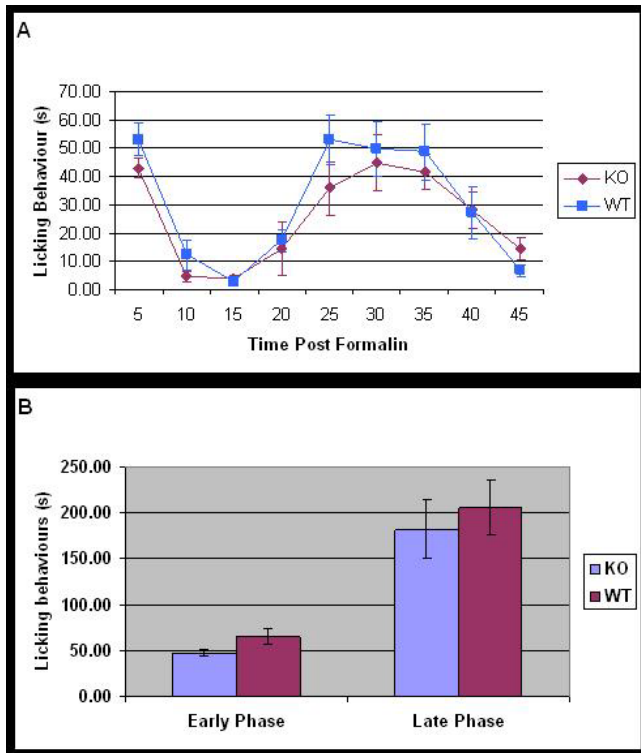 A
70.00
60.00
50.00
40.00
30.00
20.00
10.00
0.00
Licking Behaviour (s)
5 10 15 20 25 30 35 40 45
Time Post Formalin
KO
WT
B
250.00
200.00
150.00
100.00
50.00
0.00
Licking behaviours (s)
Early Phase Late Phase
KO
WT